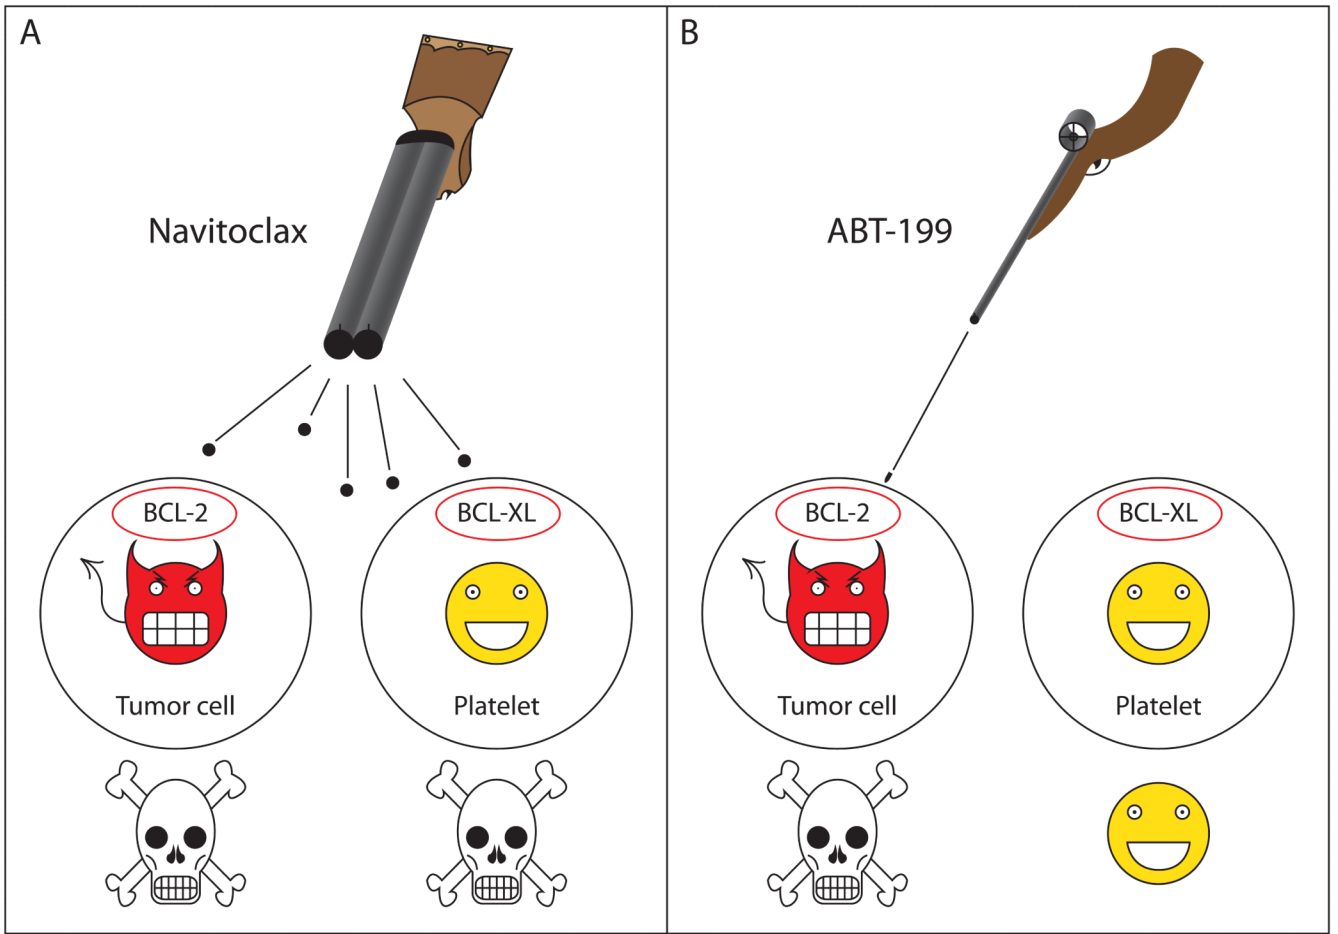 A
Navitoclax
BCL-2
BCL-XL
Tumor cell
Platelet
B
ABT-199
BCL-2
BCL-XL
Tumor cell
Platelet